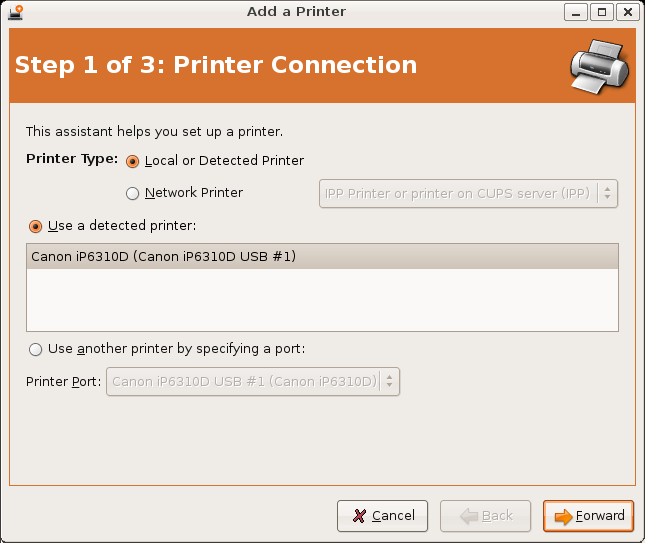 Add a Printer
Step 1 of 3: Printer Connection
This assistant helps you set up a printer.
Printer Type: Local or Detected Printer
Network Printer IPP Printer or printer on CUPS server (IPP)
Use a detected printer:
Canon iP6310D (Canon iP6310D USB #1)
Use another printer by specifying a port:
Printer Port: Canon iP6310D USB #1 (Canon iP6310D)
Cancel Back Forward